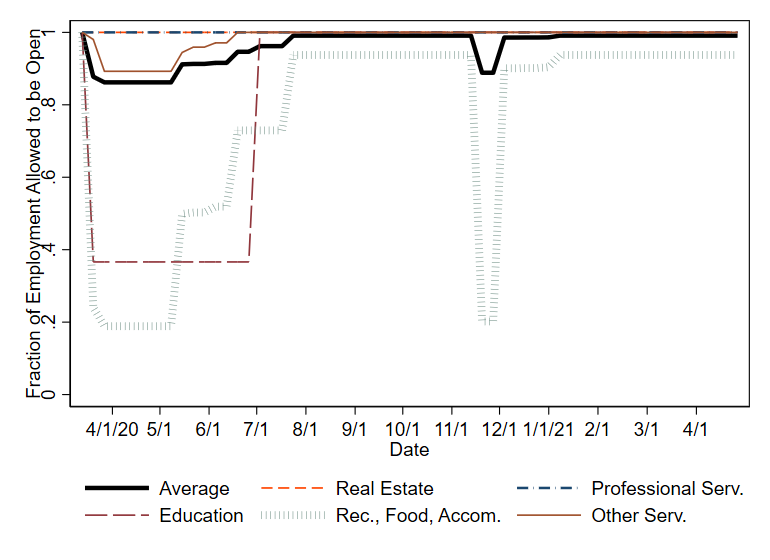 Fraction of Employment Allowed to be Open
1
.8
.6
.4
.2
0
4/1/20 5/1 6/1 7/1 8/1 9/1 10/1 11/1 12/1 1/1/21 2/1 3/1 4/1
Date
Average Real Estate Professional Serv.
Education Rec., Food, Accom. Other Serv.